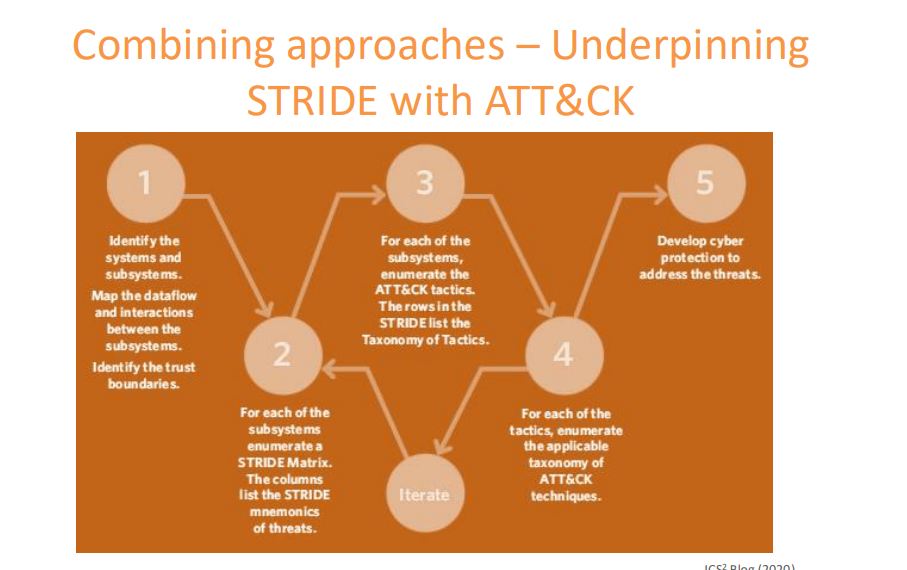 Combining approaches – Underpinning
STRIDE with ATT&CK
1
Identify the
systems and
subsystems.
Map the dataflow
and interactions
between the
subsystems.
Identify the trust
boundaries.
2
For each of the
subsystems
enumerate a
STRIDE Matrix.
The columns
list the STRIDE
mnemonics
of threats.
3
For each of the
subsystems,
enumerate the
ATT&CK tactics.
The rows in the
STRIDE list the
Taxonomy of Tactics.
4
For each of the
tactics, enumerate
the applicable
taxonomy of
ATT&CK
techniques.
Iterate
5
Develop cyber
protection to
address the threats.
Blog (2020)